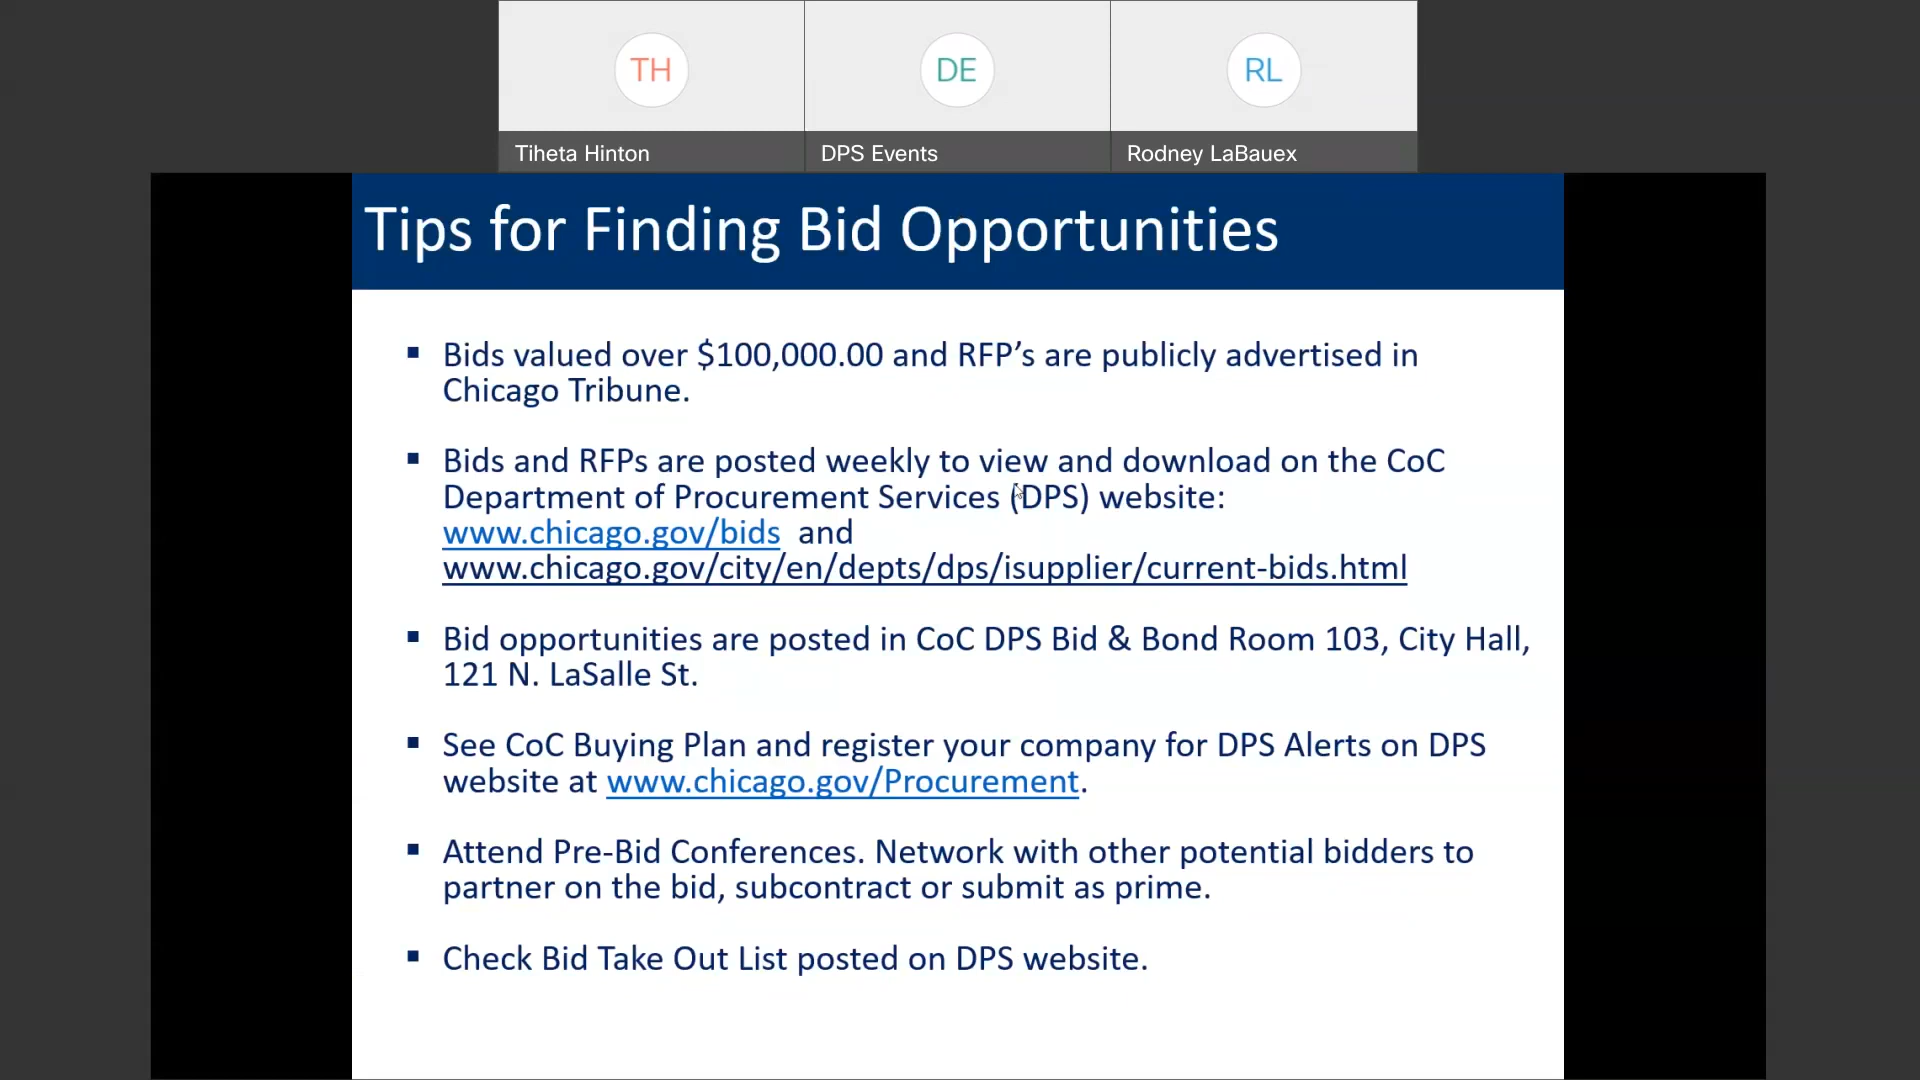 TH
DE
RL
Tiheta Hinton
DPS Events
Rodney LaBauex
Tips for Finding Bid Opportunities
▪ Bids valued over $100,000.00 and RFP’s are publicly advertised in
Chicago Tribune.
▪ Bids and RFPs are posted weekly to view and download on the CoC
Department of Procurement Services (DPS) website:
www.chicago.gov/bids and
www.chicago.gov/city/en/depts/dps/isupplier/current-bids.html
▪ Bid opportunities are posted in CoC DPS Bid & Bond Room 103, City Hall,
121 N. LaSalle St.
▪ See CoC Buying Plan and register your company for DPS Alerts on DPS
website at www.chicago.gov/Procurement.
▪ Attend Pre-Bid Conferences. Network with other potential bidders to
partner on the bid, subcontract or submit as prime.
▪ Check Bid Take Out List posted on DPS website.